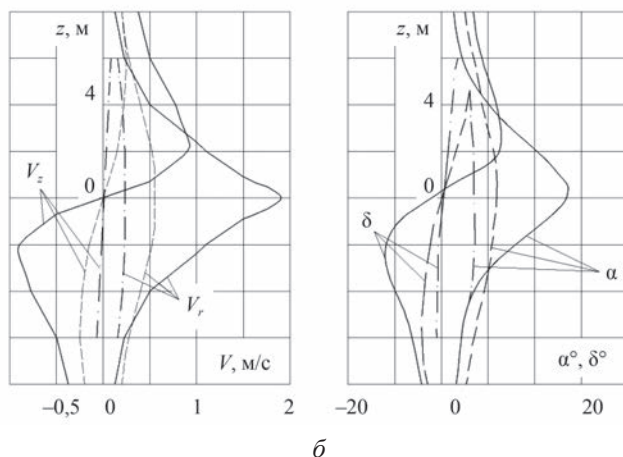 z, м
4
V_z
0
V_r
V, м/с
–0,5 0 1 2
z, м
4
0
δ
α
α°, δ°
–20 0 20
б